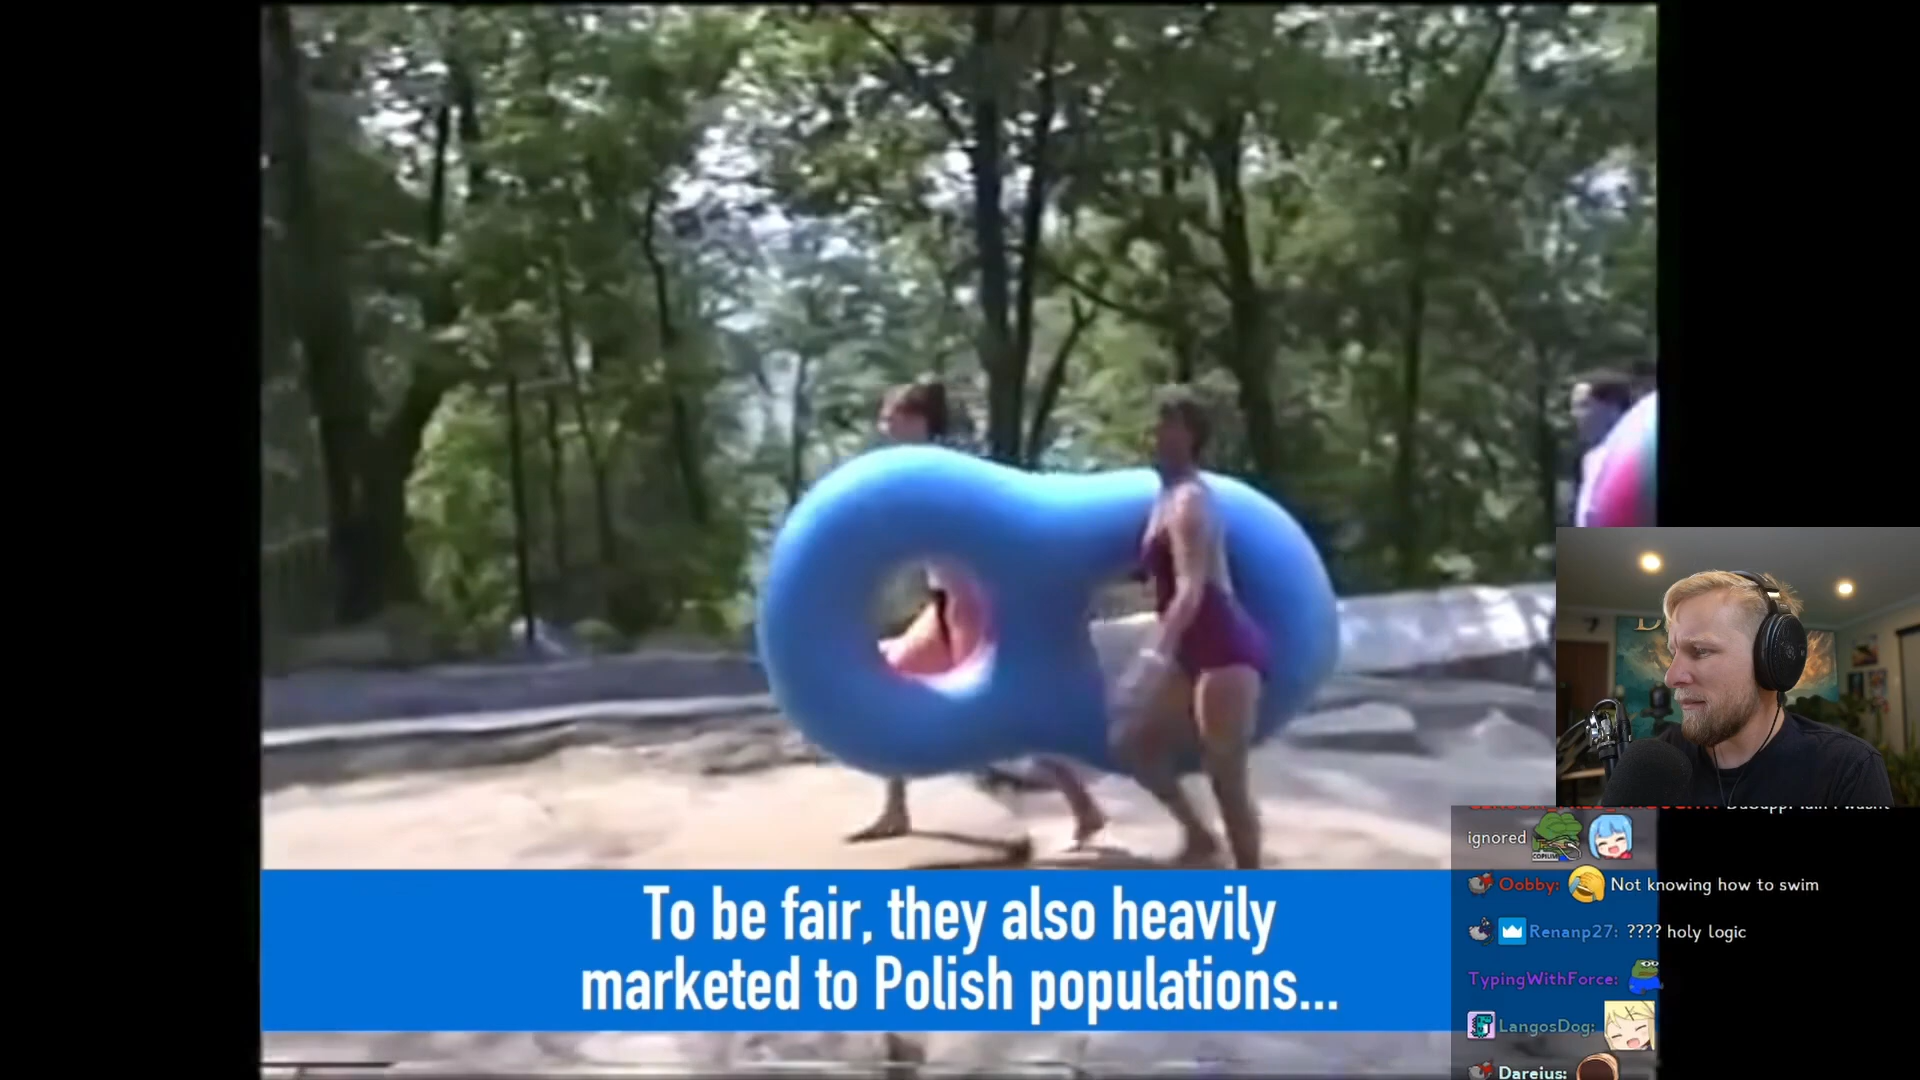 To be fair, they also heavily
marketed to Polish populations...
ignored
COPIUM
Oobby: Not knowing how to swim
Renanp27: ???? holy logic
TypingWithForce:
LangosDog:
Dareius: